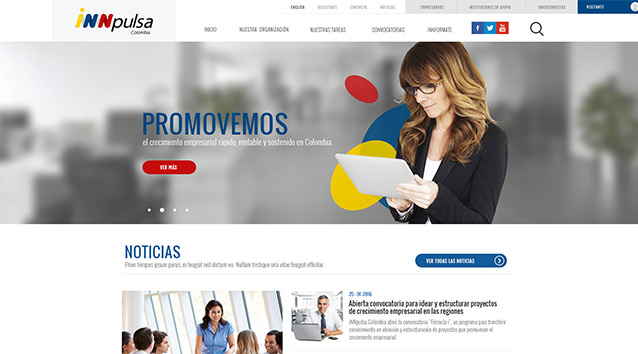 iNNpulsa
Colombia
ENGLISH REGISTRATE CONTACTO NOTICIAS EMPRESARIOS INSTITUCIONES DE APOYO INVERSIONISTAS VISITANTE
INICIO NUESTRA ORGANIZACIÓN NUESTRAS TAREAS CONVOCATORIAS INNFORMATE
PROMOVEMOS
el crecimiento empresarial rápido, rentable y sostenido en Colombia
VER MÁS
NOTICIAS
Proin tempus ipsum purus, in feugiat nisl dictum eu. Nullam tristique orci vitae feugiat efficitur.
VER TODAS LAS NOTICIAS
25-01-2016
Abierta convocatoria para idear y estructurar proyectos
de crecimiento empresarial en las regiones
iNNpulsa Colombia abrió la convocatoria "Fórmula I", un programa para transferir
conocimiento en ideación y estructuración de proyectos que promuevan el
crecimiento empresarial.